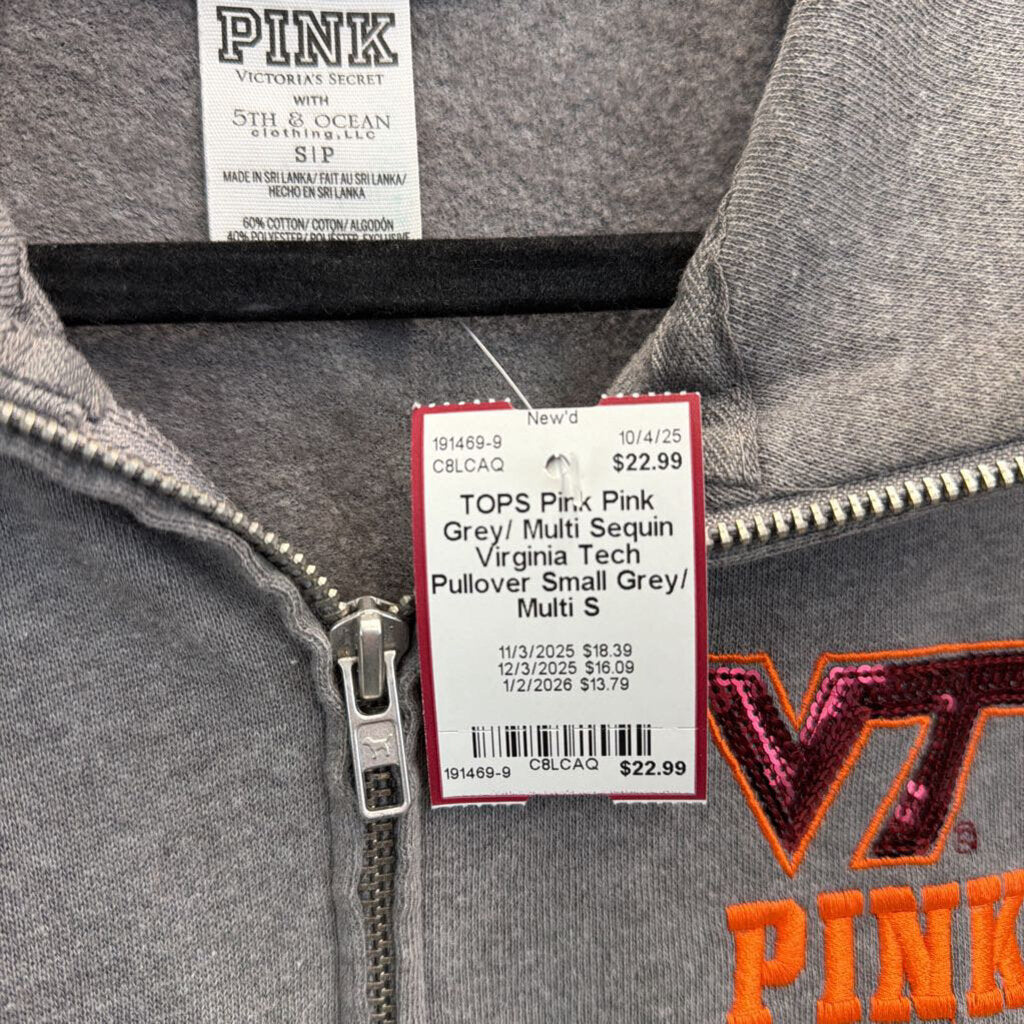 PINK
VICTORIA'S SECRET
WITH
5TH & OCEAN
clothing, LLC
S|P
MADE IN SRI LANKA/ FAIT AU SRI LANKA/
HECHO EN SRI LANKA
60% COTTON/ COTON/ ALGODÓN
40% POLYESTER/ POLIÉSTER
New'd
191469-9 10/4/25
C8LCAQ $22.99
TOPS Pink Pink
Grey/ Multi Sequin
Virginia Tech
Pullover Small Grey/
Multi S
11/3/2025 $18.39
12/3/2025 $16.09
1/2/2026 $13.79
191469-9 C8LCAQ $22.99
VT
®
PINK